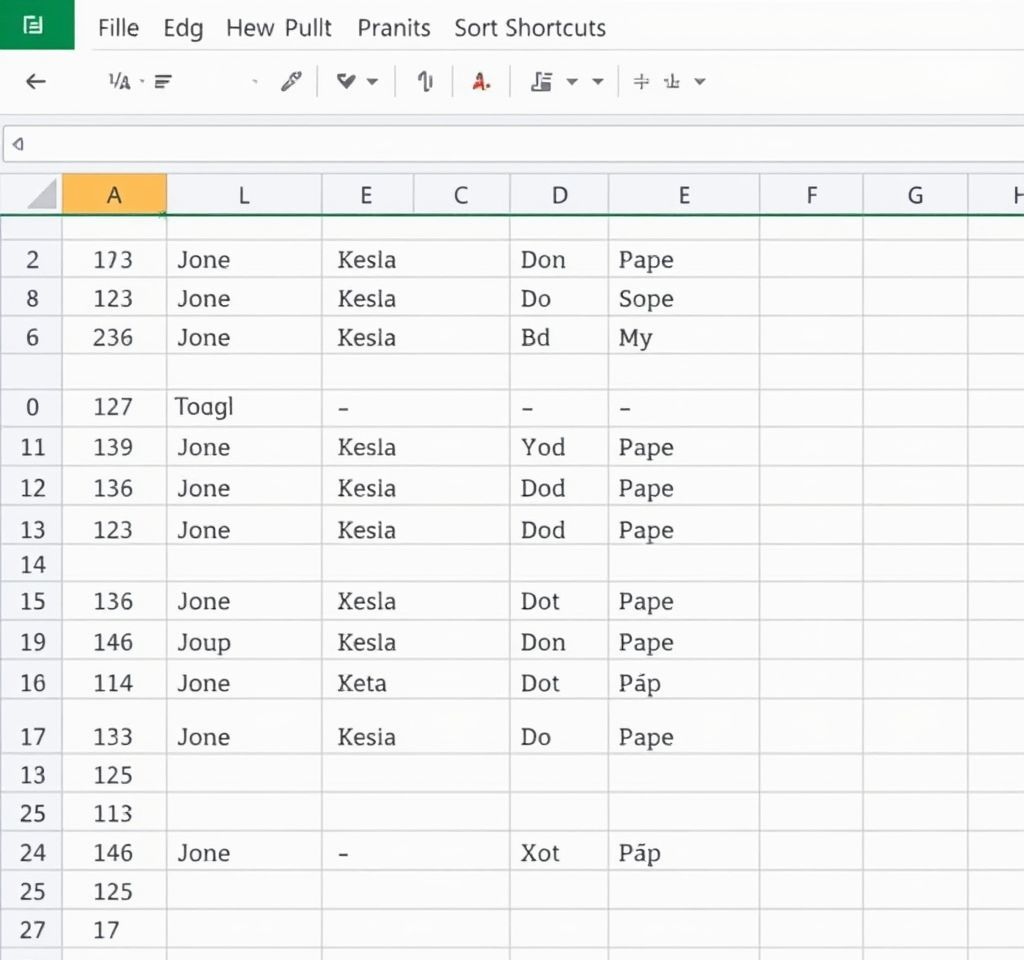 Fille Edg Hew Pullt Pranits Sort Shortcuts
A L E C D E F G H
2 173 Jone Kesla Don Pape
8 123 Jone Kesla Do Sope
6 236 Jone Kesla Bd My
0 127 Toagl – – –
11 139 Jone Kesla Yod Pape
12 136 Jone Kesia Dod Pape
13 123 Jone Kesia Dod Pape
14
15 136 Jone Xesla Dot Pape
19 146 Joup Kesla Don Pape
16 114 Jone Keta Dot Páp
17 133 Jone Kesia Do Pape
13 125
25 113
24 146 Jone – Xot Pãp
25 125
27 17